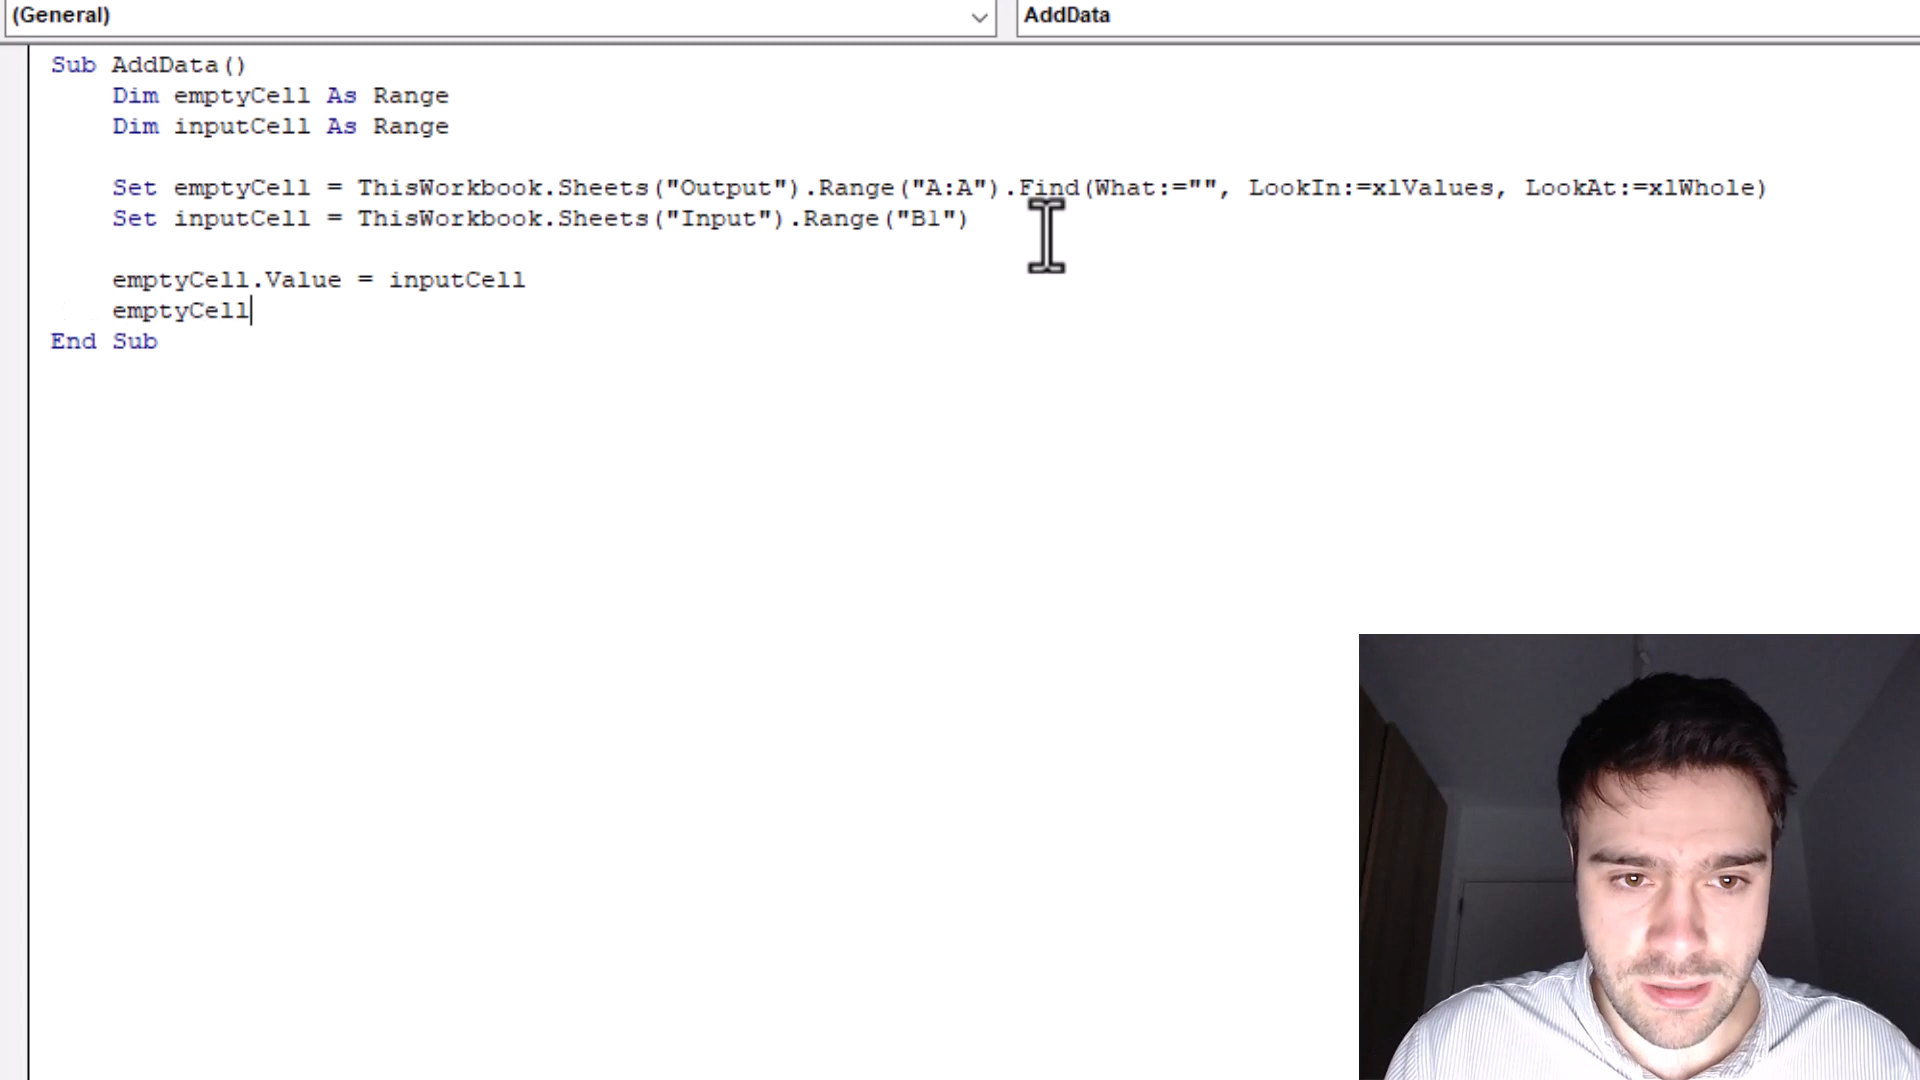 (General)
AddData
Sub AddData()
Dim emptyCell As Range
Dim inputCell As Range
Set emptyCell = ThisWorkbook.Sheets("Output").Range("A:A").Find(What:="", LookIn:=xlValues, LookAt:=xlWhole)
Set inputCell = ThisWorkbook.Sheets("Input").Range("B1")
emptyCell.Value = inputCell
emptyCell
End Sub